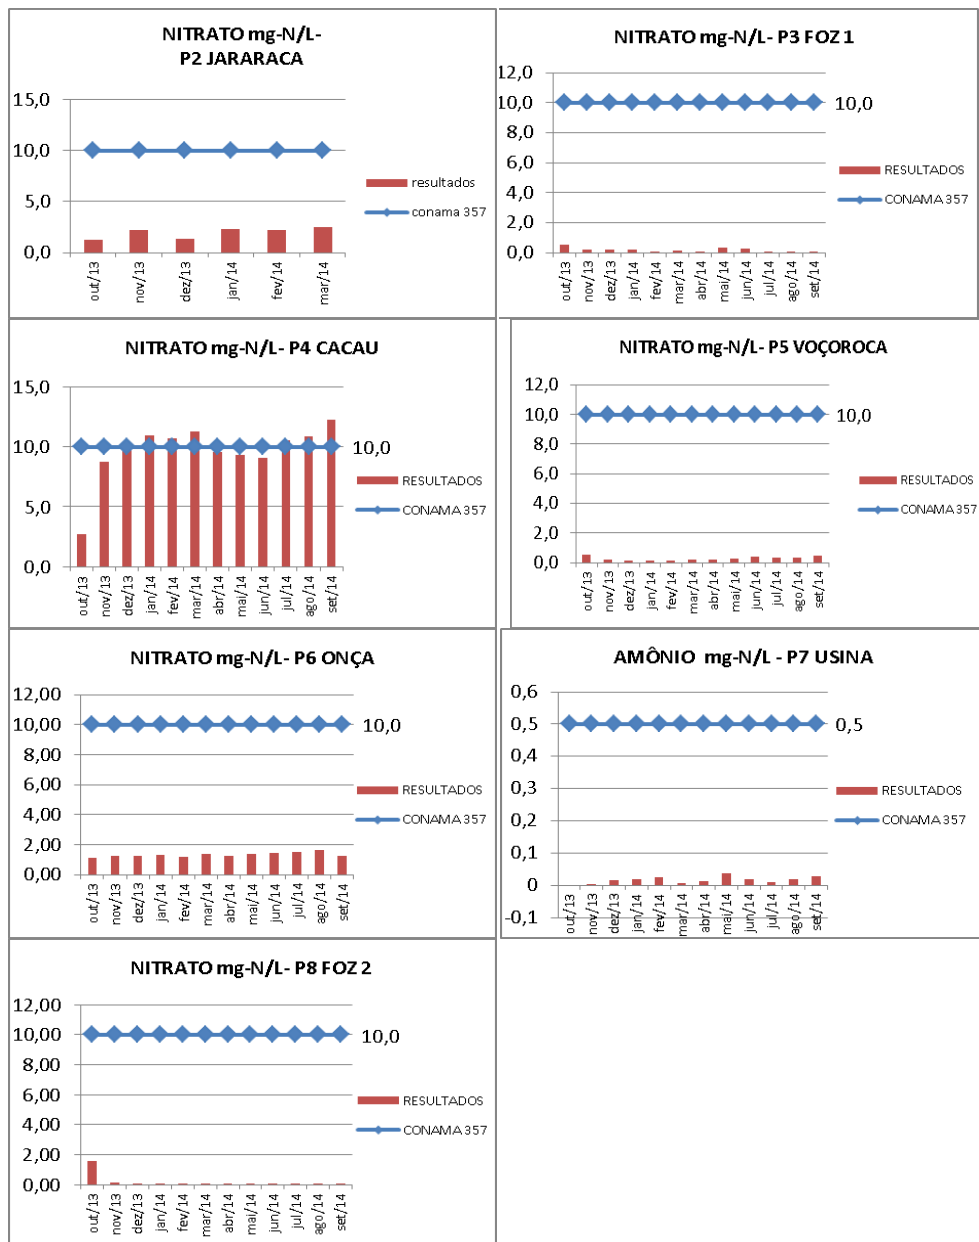 NITRATO mg-N/L-
P2 JARARACA
15,0
10,0
5,0
0,0
out/13
nov/13
dez/13
jan/14
fev/14
mar/14
resultados
conama 357
NITRATO mg-N/L- P3 FOZ 1
12,0
10,0
8,0
6,0
4,0
2,0
0,0
10,0
out/13
nov/13
dez/13
jan/14
fev/14
mar/14
abr/14
mai/14
jun/14
jul/14
ago/14
set/14
RESULTADOS
CONAMA 357
NITRATO mg-N/L- P4 CACAU
15,0
10,0
5,0
0,0
10,0
out/13
nov/13
dez/13
jan/14
fev/14
mar/14
abr/14
mai/14
jun/14
jul/14
ago/14
set/14
RESULTADOS
CONAMA 357
NITRATO mg-N/L- P5 VOÇOROCA
12,0
10,0
8,0
6,0
4,0
2,0
0,0
10,0
out/13
nov/13
dez/13
jan/14
fev/14
mar/14
abr/14
mai/14
jun/14
jul/14
ago/14
set/14
RESULTADOS
CONAMA 357
NITRATO mg-N/L- P6 ONÇA
12,00
10,00
8,00
6,00
4,00
2,00
0,00
10,0
out/13
nov/13
dez/13
jan/14
fev/14
mar/14
abr/14
mai/14
jun/14
jul/14
ago/14
set/14
RESULTADOS
CONAMA 357
AMÔNIO mg-N/L - P7 USINA
0,6
0,5
0,4
0,3
0,2
0,1
0
-0,1
0,5
out/13
nov/13
dez/13
jan/14
fev/14
mar/14
abr/14
mai/14
jun/14
jul/14
ago/14
set/14
RESULTADOS
CONAMA 357
NITRATO mg-N/L- P8 FOZ 2
12,00
10,00
8,00
6,00
4,00
2,00
0,00
10,0
out/13
nov/13
dez/13
jan/14
fev/14
mar/14
abr/14
mai/14
jun/14
jul/14
ago/14
set/14
RESULTADOS
CONAMA 357